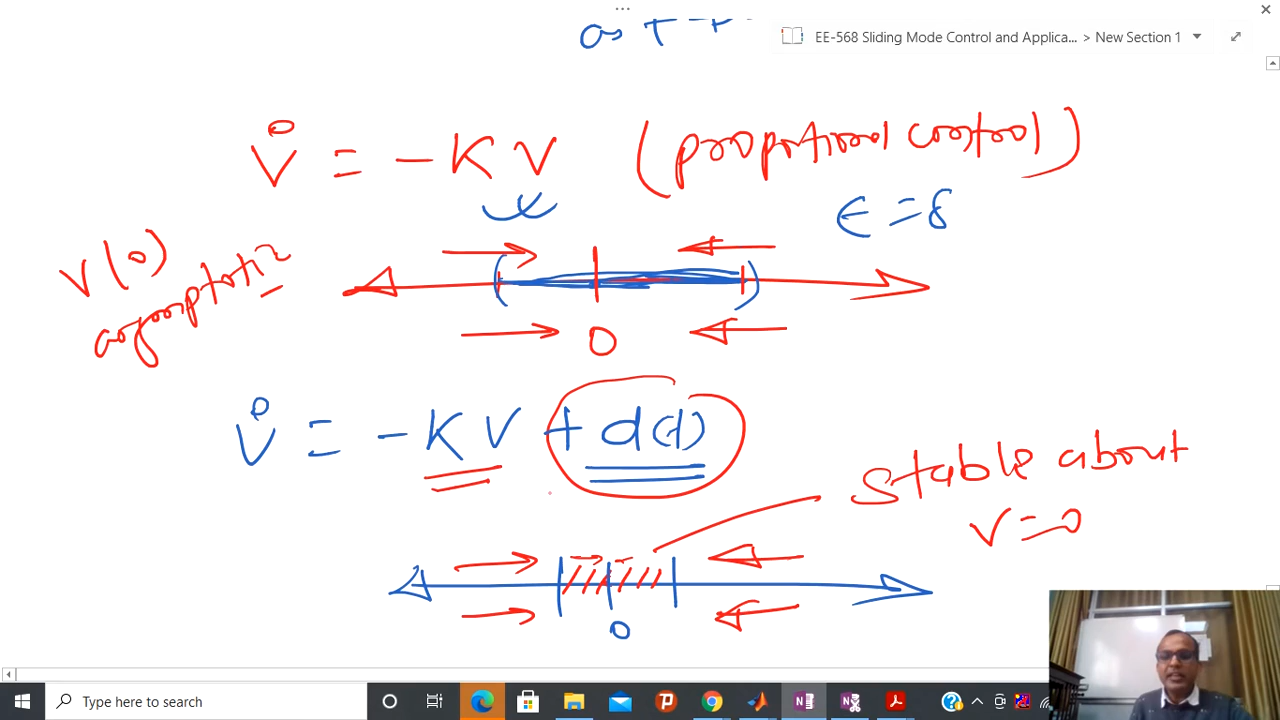 EE-568 Sliding Mode Control and Applica... > New Section 1
as
V̇ = -KV (proportional control)
ϵ = δ
V(0)
asymptotic
0
V̇ = -KV + d(t)
Stable about
V=0
0
Type here to search